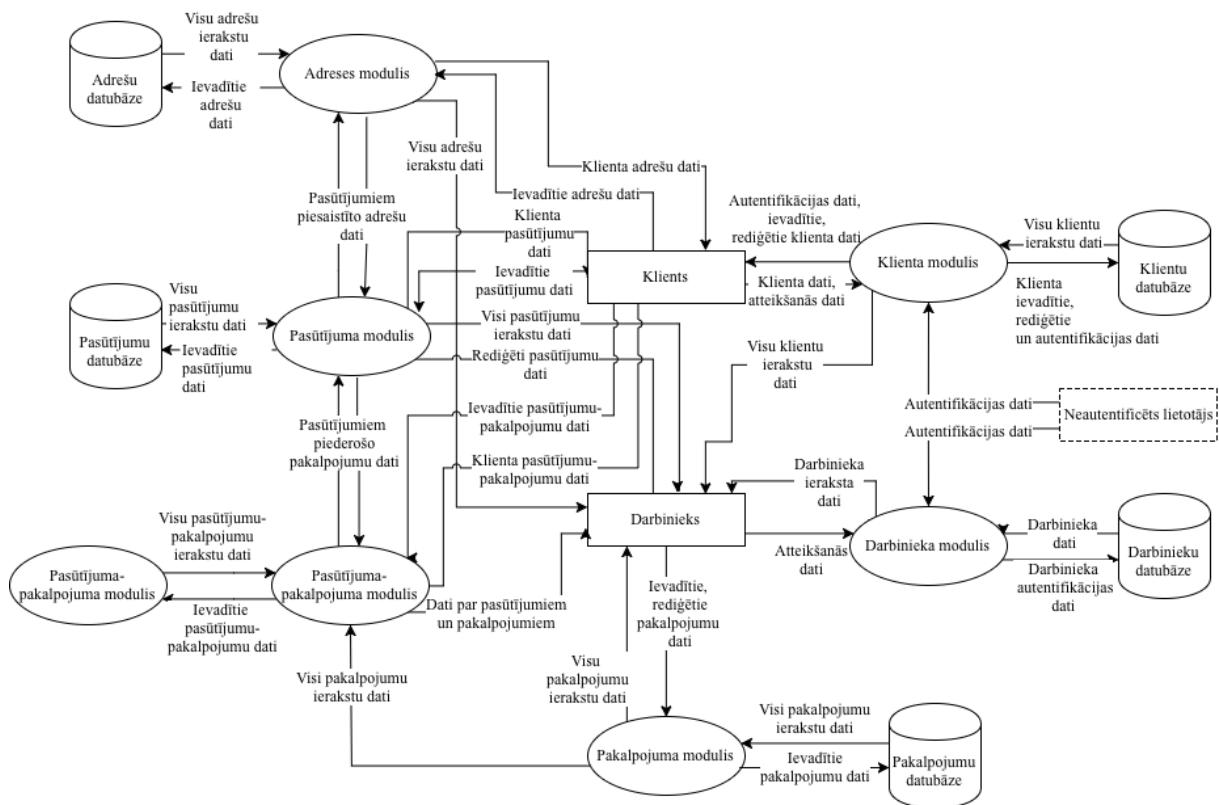 Visu adrešu
ierakstu
dati
Adrešu
datubāze
Ievadītie
adrešu
dati
Adreses modulis
Visu adrešu
ierakstu dati
Klienta adrešu dati
Ievadītie adrešu dati
Pasūtījumiem
piesaistīto adrešu
dati
Klienta
pasūtījumu
dati
Ievadītie
pasūtījumu dati
Klients
Autentifikācijas dati,
ievadītie,
rediģētie klienta dati
Klienta dati,
atteikšanās dati
Klienta modulis
Visu klientu
ierakstu dati
Klientu
datubāze
Klienta
ievadītie,
rediģētie
un autentifikācijas dati
Visu
pasūtījumu
ierakstu dati
Pasūtījumu
datubāze
Ievadītie
pasūtījumu
dati
Pasūtījuma modulis
Visi pasūtījumu
ierakstu dati
Rediģēti pasūtījumu
dati
Visu klientu
ierakstu
dati
Autentifikācijas dati
Autentifikācijas dati
Neautentificēts lietotājs
Pasūtījumiem
piederošo
pakalpojumu dati
Ievadītie pasūtījumu-
pakalpojumu dati
Klienta pasūtījumu-
pakalpojumu dati
Darbinieka
ieraksta
dati
Darbinieks
Atteikšanās
dati
Darbinieka modulis
Darbinieka
dati
Darbinieku
datubāze
Darbinieka
autentifikācijas
dati
Visu pasūtījumu-
pakalpojumu
ierakstu dati
Pasūtījuma-
pakalpojuma modulis
Ievadītie
pasūtījumu-
pakalpojumu dati
Pasūtījuma-
pakalpojuma modulis
Dati par pasūtījumiem
un pakalpojumiem
Ievadītie,
rediģētie
pakalpojumu
dati
Visi pakalpojumu
ierakstu dati
Visu
pakalpojumu
ierakstu dati
Pakalpojuma modulis
Visi pakalpojumu
ierakstu dati
Ievadītie
pakalpojumu dati
Pakalpojumu
datubāze